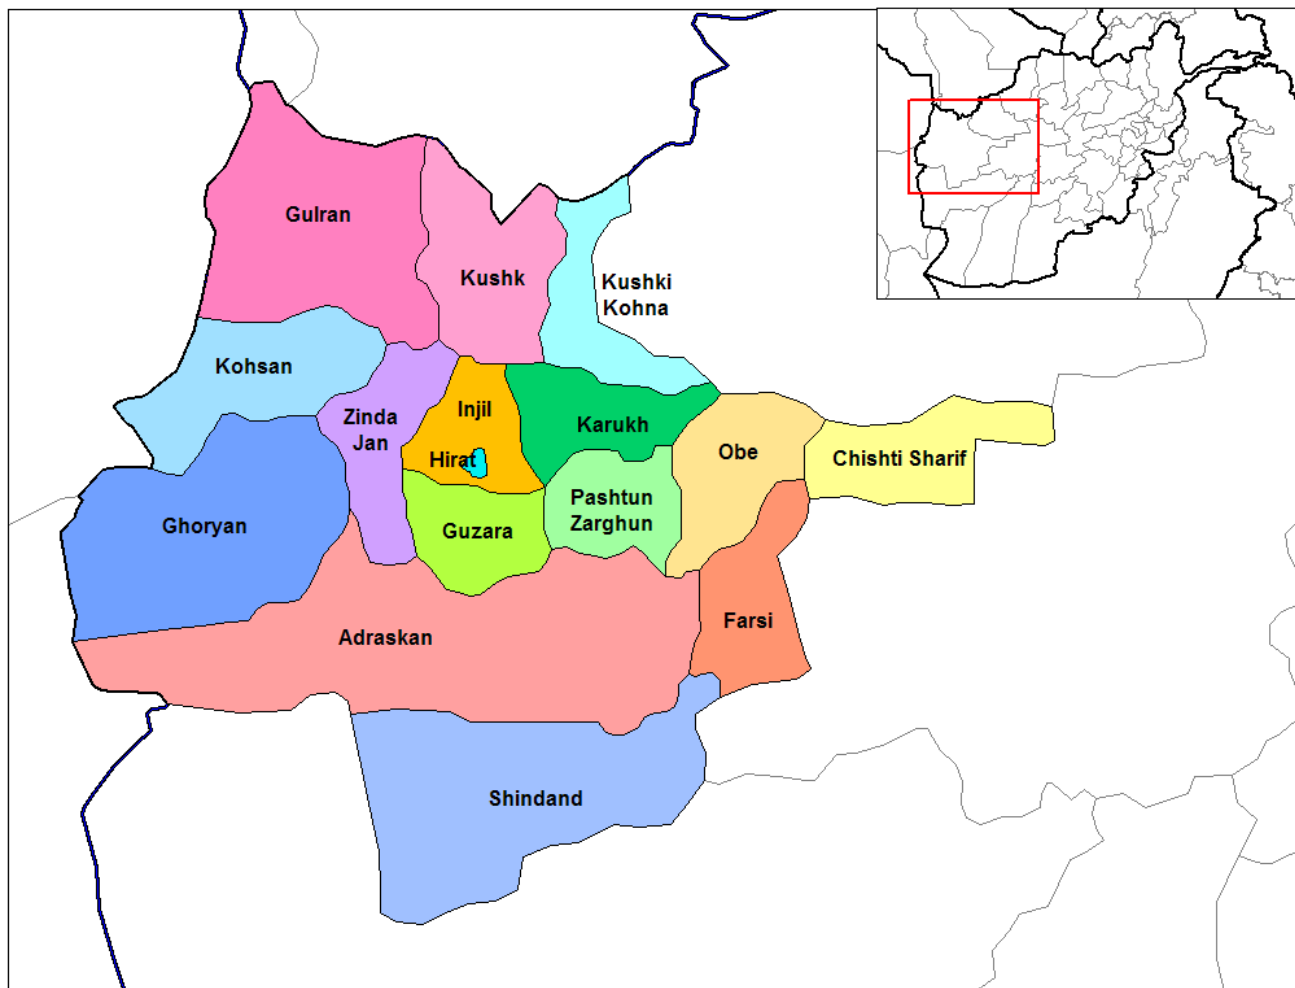 Gulran
Kushk
Kushki
Kohna
Kohsan
Zinda
Jan
Injil
Karukh
Hirat
Obe
Chishti Sharif
Pashtun
Zarghun
Ghoryan
Guzara
Farsi
Adraskan
Shindand